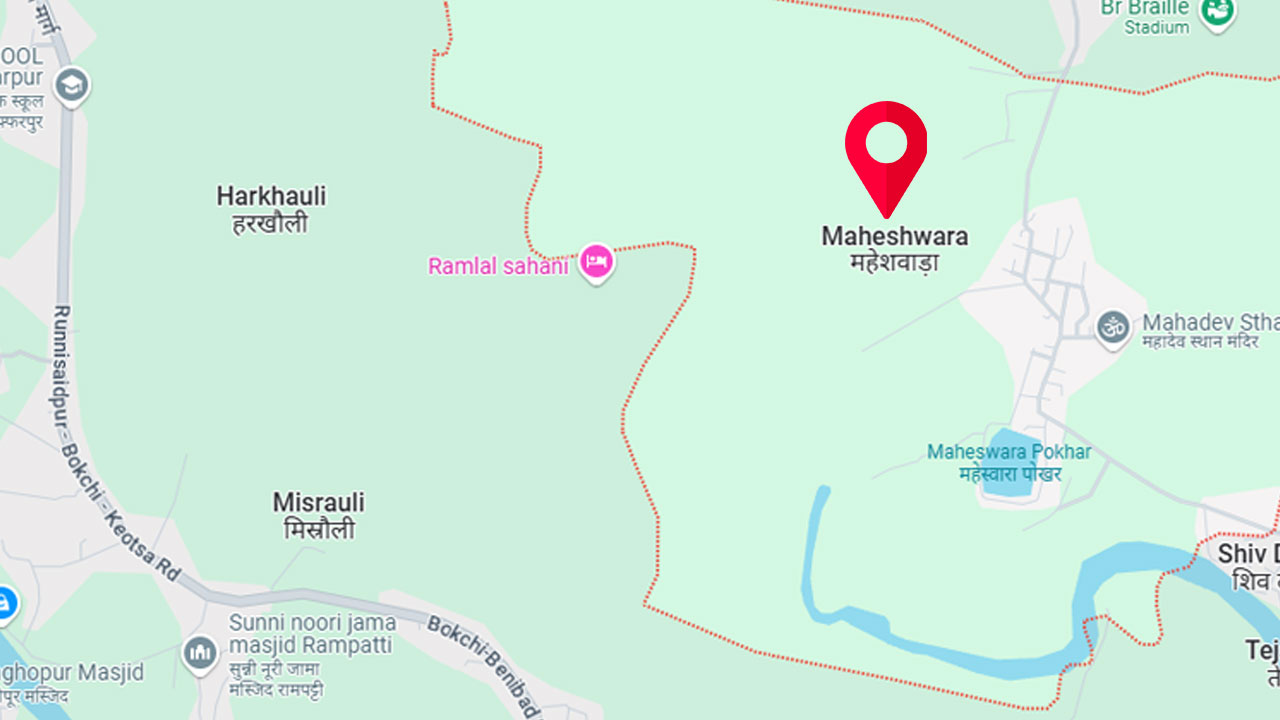 मार्ग
Br Braille
Stadium
OOL
rpur
क स्कूल
फ्फरपुर
Harkhauli
हरखौली
Maheshwara
महेशवाड़ा
Ramlal sahani
Runnisaidpur - Bokchi - Keotsa Rd
Mahadev Stha
महादेव स्थान मंदिर
Maheswara Pokhar
महेस्वारा पोखर
Misrauli
मिस्रौली
Shiv D
शिव
Sunni noori jama
masjid Rampatti
सुन्नी नूरी जामा
मस्जिद रामपट्टी
Bokchi-Benibad
Tej
ते
ghopur Masjid
पूर मस्जिद